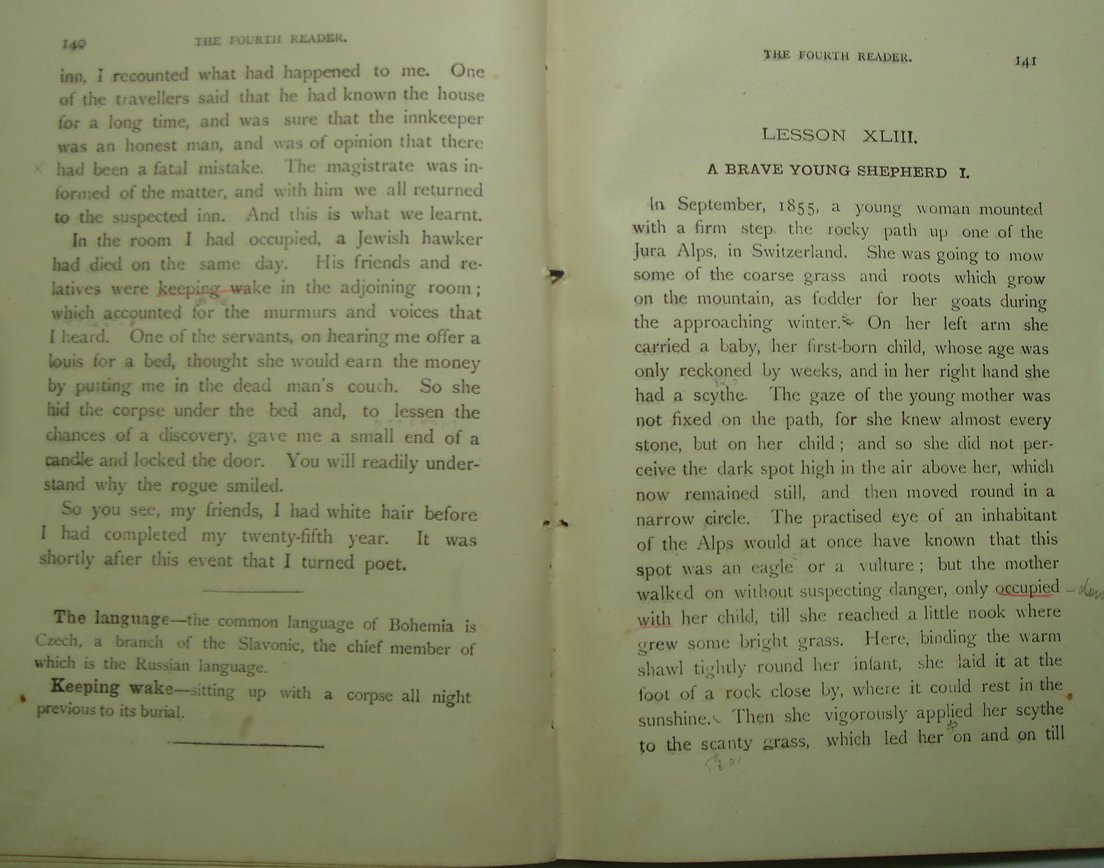 140
THE FOURTH READER.
inn, I recounted what had happened to me. One
of the travellers said that he had known the house
for a long time, and was sure that the innkeeper
was an honest man, and was of opinion that there
had been a fatal mistake. The magistrate was in-
formed of the matter, and with him we all returned
to the suspected inn. And this is what we learnt.
In the room I had occupied, a Jewish hawker
had died on the same day. His friends and re-
latives were keeping wake in the adjoining room;
which accounted for the murmurs and voices that
I heard. One of the servants, on hearing me offer a
louis for a bed, thought she would earn the money
by putting me in the dead man's couch. So she
hid the corpse under the bed and, to lessen the
chances of a discovery, gave me a small end of a
candle and locked the door. You will readily under-
stand why the rogue smiled.
So you see, my friends, I had white hair before
I had completed my twenty-fifth year. It was
shortly after this event that I turned poet.
The language—the common language of Bohemia is
Czech, a branch of the Slavonic, the chief member of
which is the Russian language.
Keeping wake—sitting up with a corpse all night
previous to its burial.
THE FOURTH READER.
141
LESSON XLIII.
A BRAVE YOUNG SHEPHERD I.
In September, 1855, a young woman mounted
with a firm step the rocky path up one of the
Jura Alps, in Switzerland. She was going to mow
some of the coarse grass and roots which grow
on the mountain, as fodder for her goats during
the approaching winter. On her left arm she
carried a baby, her first-born child, whose age was
only reckoned by weeks, and in her right hand she
had a scythe. The gaze of the young mother was
not fixed on the path, for she knew almost every
stone, but on her child; and so she did not per-
ceive the dark spot high in the air above her, which
now remained still, and then moved round in a
narrow circle. The practised eye of an inhabitant
of the Alps would at once have known that this
spot was an eagle or a vulture; but the mother
walked on without suspecting danger, only occupied
with her child, till she reached a little nook where
grew some bright grass. Here, binding the warm
shawl tightly round her infant, she laid it at the
foot of a rock close by, where it could rest in the
sunshine. Then she vigorously applied her scythe
to the scanty grass, which led her on and on till